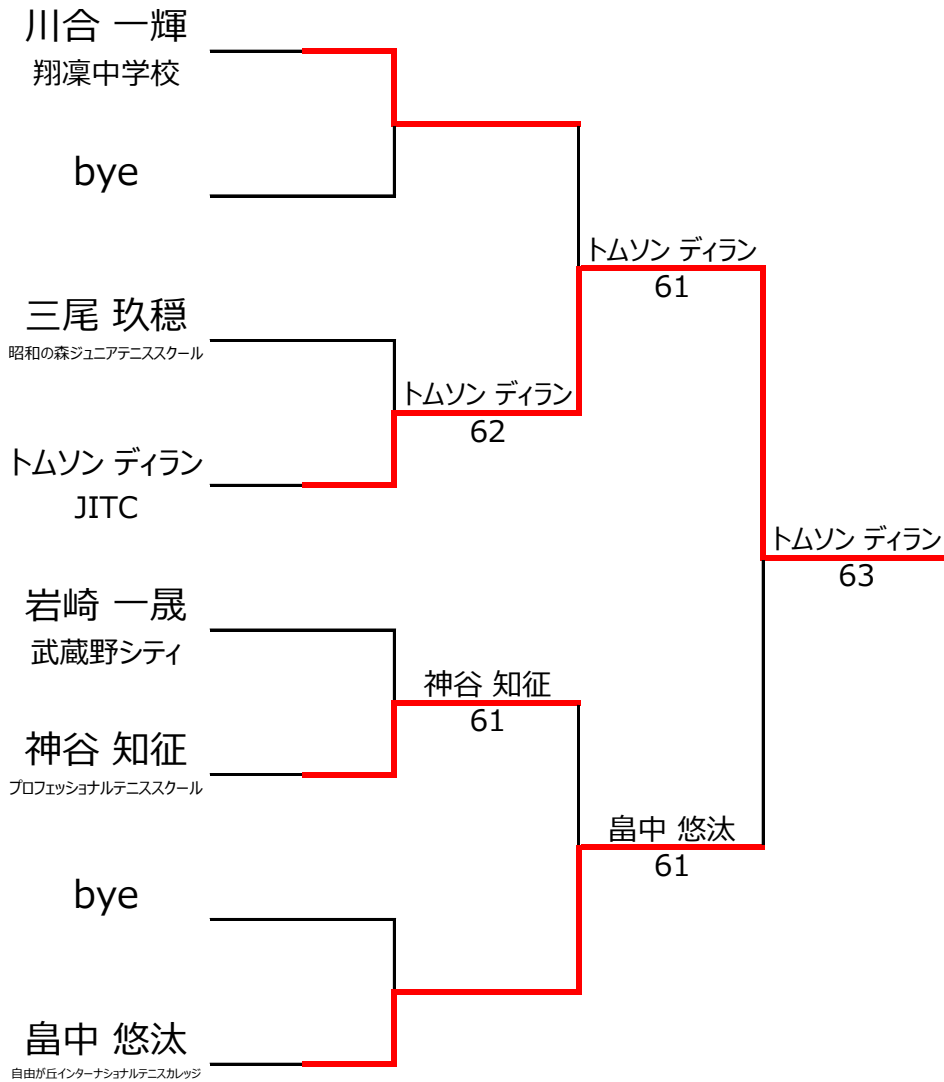 川合 一輝
翔凜中学校
bye
三尾 玖穏
昭和の森ジュニアテニススクール
トムソン ディラン
JITC
岩崎 一晟
武蔵野シティ
神谷 知征
プロフェッショナルテニススクール
bye
畠中 悠汰
自由が丘インターナショナルテニスカレッジ
トムソン ディラン
62
神谷 知征
61
トムソン ディラン
61
畠中 悠汰
61
トムソン ディラン
63